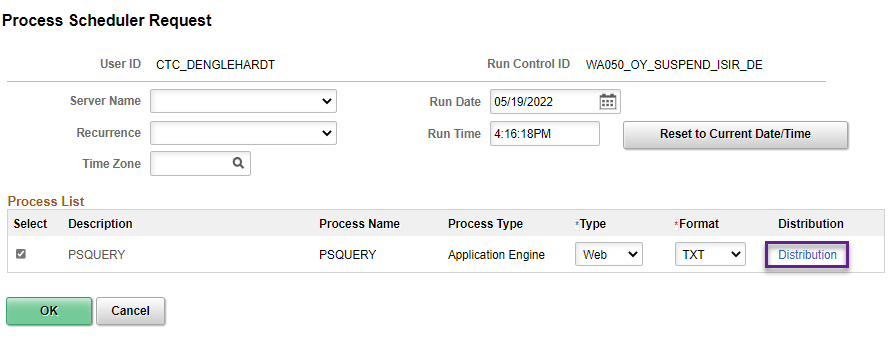 Process Scheduler Request
User ID CTC_DENGLEHARDT Run Control ID WA050_OY_SUSPEND_ISIR_DE
Server Name Run Date 05/19/2022
Recurrence Run Time 4:16:18PM Reset to Current Date/Time
Time Zone
Process List
Select Description Process Name Process Type *Type *Format Distribution
PSQUERY PSQUERY Application Engine Web TXT Distribution
OK Cancel